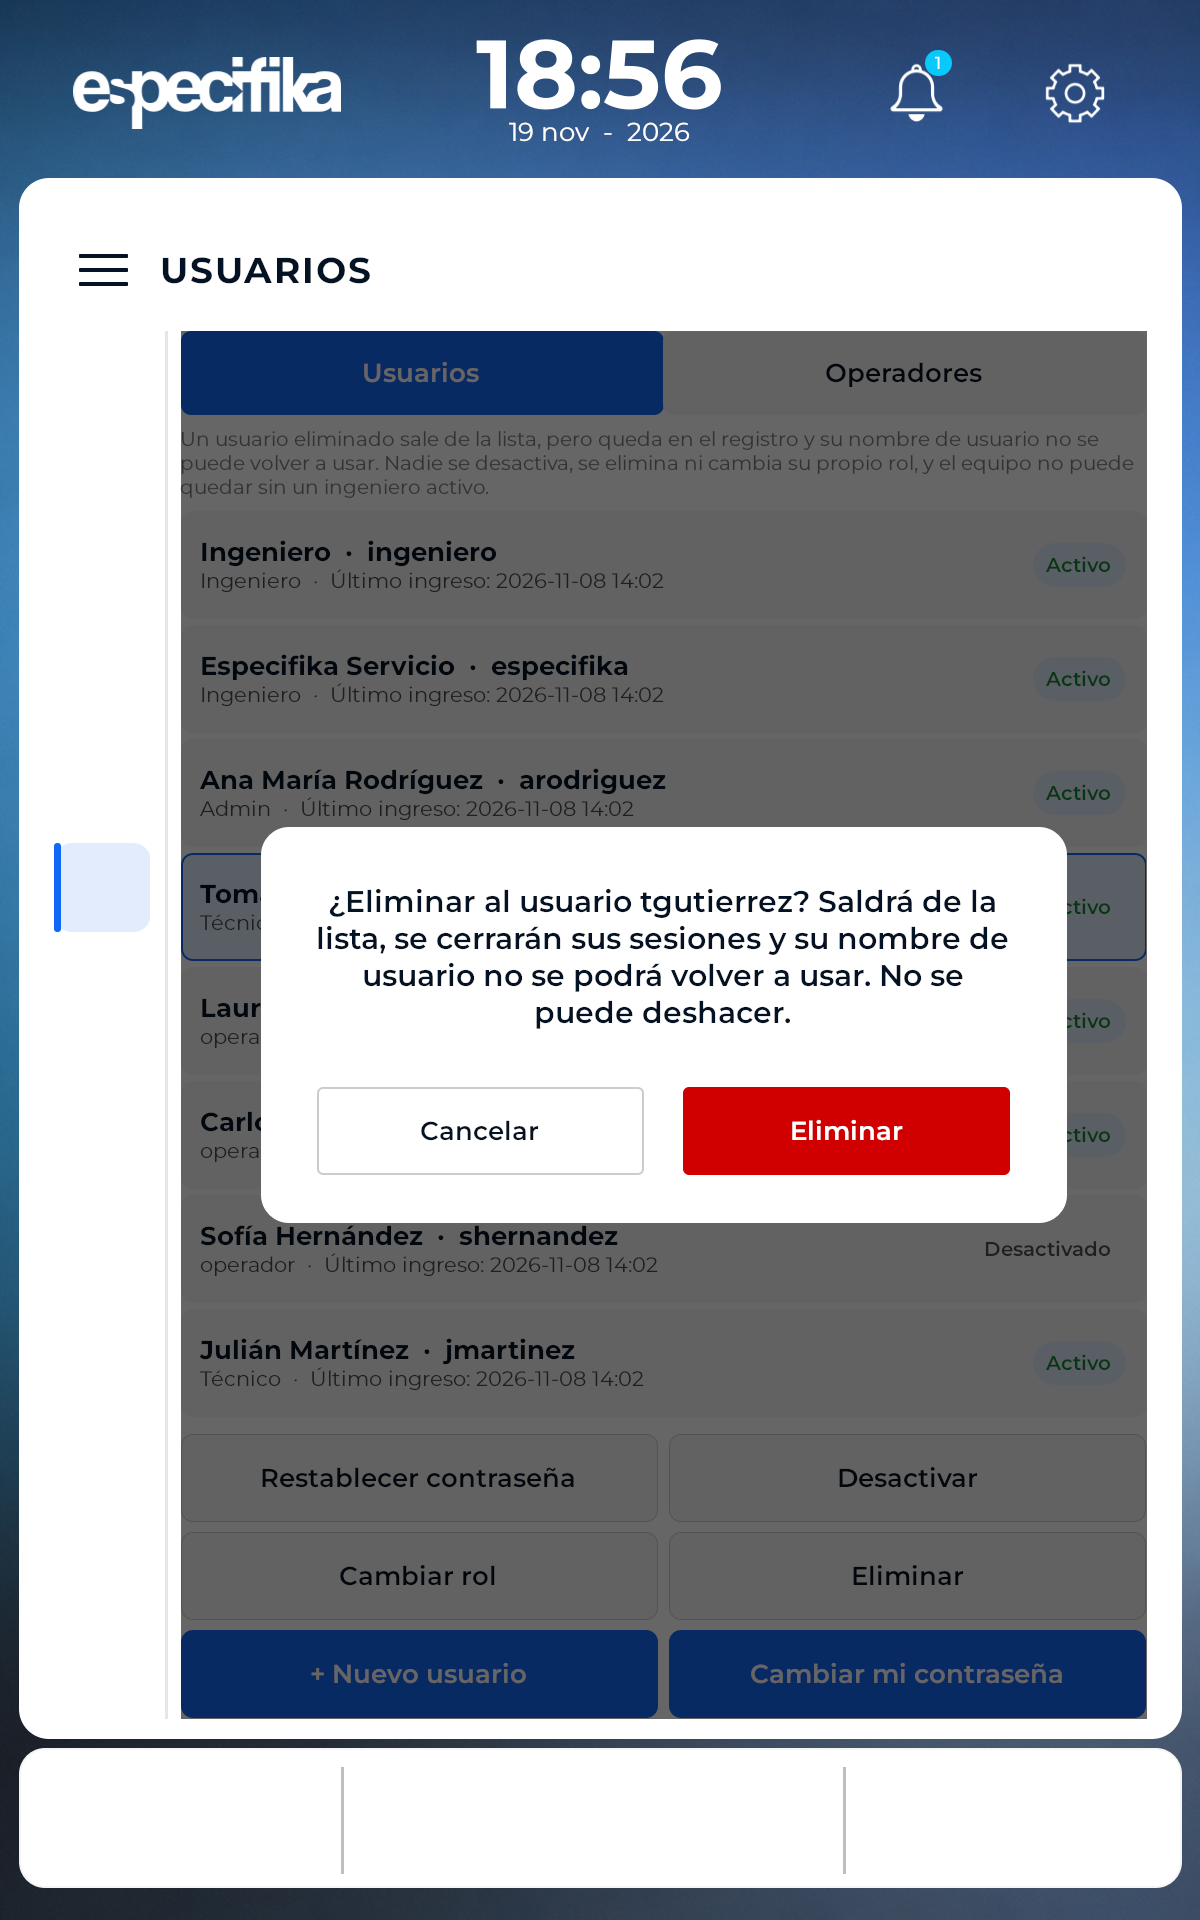 especifika
18:56
19 nov - 2026
1
USUARIOS
Usuarios
Operadores
Un usuario eliminado sale de la lista, pero queda en el registro y su nombre de usuario no se
puede volver a usar. Nadie se desactiva, se elimina ni cambia su propio rol, y el equipo no puede
quedar sin un ingeniero activo.
Ingeniero · ingeniero
Ingeniero · Último ingreso: 2026-11-08 14:02
Activo
Especifika Servicio · especifika
Ingeniero · Último ingreso: 2026-11-08 14:02
Activo
Ana María Rodríguez · arodriguez
Admin · Último ingreso: 2026-11-08 14:02
Activo
¿Eliminar al usuario tgutierrez? Saldrá de la
lista, se cerrarán sus sesiones y su nombre de
usuario no se podrá volver a usar. No se
puede deshacer.
Cancelar
Eliminar
Sofía Hernández · shernandez
operador · Último ingreso: 2026-11-08 14:02
Desactivado
Julián Martínez · jmartinez
Técnico · Último ingreso: 2026-11-08 14:02
Activo
Restablecer contraseña
Desactivar
Cambiar rol
Eliminar
+ Nuevo usuario
Cambiar mi contraseña